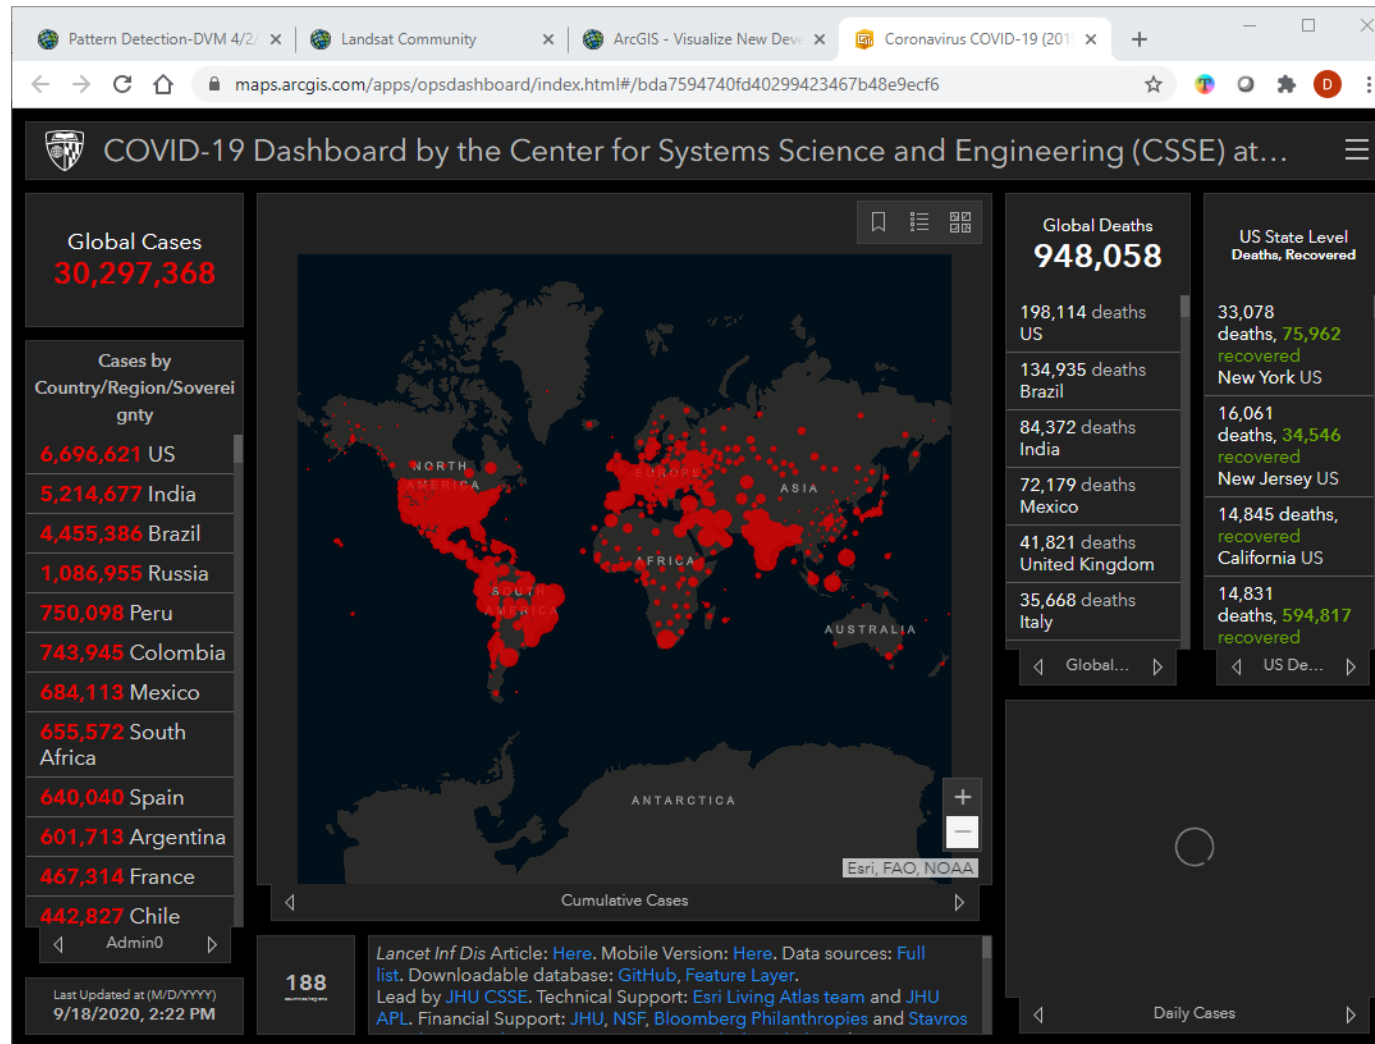 Pattern Detection-DVM 4/2/
Landsat Community
ArcGIS - Visualize New Deve
Coronavirus COVID-19 (201
maps.arcgis.com/apps/opsdashboard/index.html#/bda7594740fd40299423467b48e9ecf6
D
COVID-19 Dashboard by the Center for Systems Science and Engineering (CSSE) at...
Global Cases
30,297,368
Cases by
Country/Region/Soverei
gnty
6,696,621 US
5,214,677 India
4,455,386 Brazil
1,086,955 Russia
750,098 Peru
743,945 Colombia
684,113 Mexico
655,572 South
Africa
640,040 Spain
601,713 Argentina
467,314 France
442,827 Chile
Admin0
Last Updated at (M/D/YYYY)
9/18/2020, 2:22 PM
NORTH
AMERICA
EUROPE
ASIA
AFRICA
SOUTH
AMERICA
AUSTRALIA
ANTARCTICA
Esri, FAO, NOAA
Cumulative Cases
188
Lancet Inf Dis Article: Here. Mobile Version: Here. Data sources: Full
list. Downloadable database: GitHub, Feature Layer.
Lead by JHU CSSE. Technical Support: Esri Living Atlas team and JHU
APL. Financial Support: JHU, NSF, Bloomberg Philanthropies and Stavros
Global Deaths
948,058
198,114 deaths
US
134,935 deaths
Brazil
84,372 deaths
India
72,179 deaths
Mexico
41,821 deaths
United Kingdom
35,668 deaths
Italy
Global...
US State Level
Deaths, Recovered
33,078
deaths, 75,962
recovered
New York US
16,061
deaths, 34,546
recovered
New Jersey US
14,845 deaths,
recovered
California US
14,831
deaths, 594,817
recovered
US De...
Daily Cases